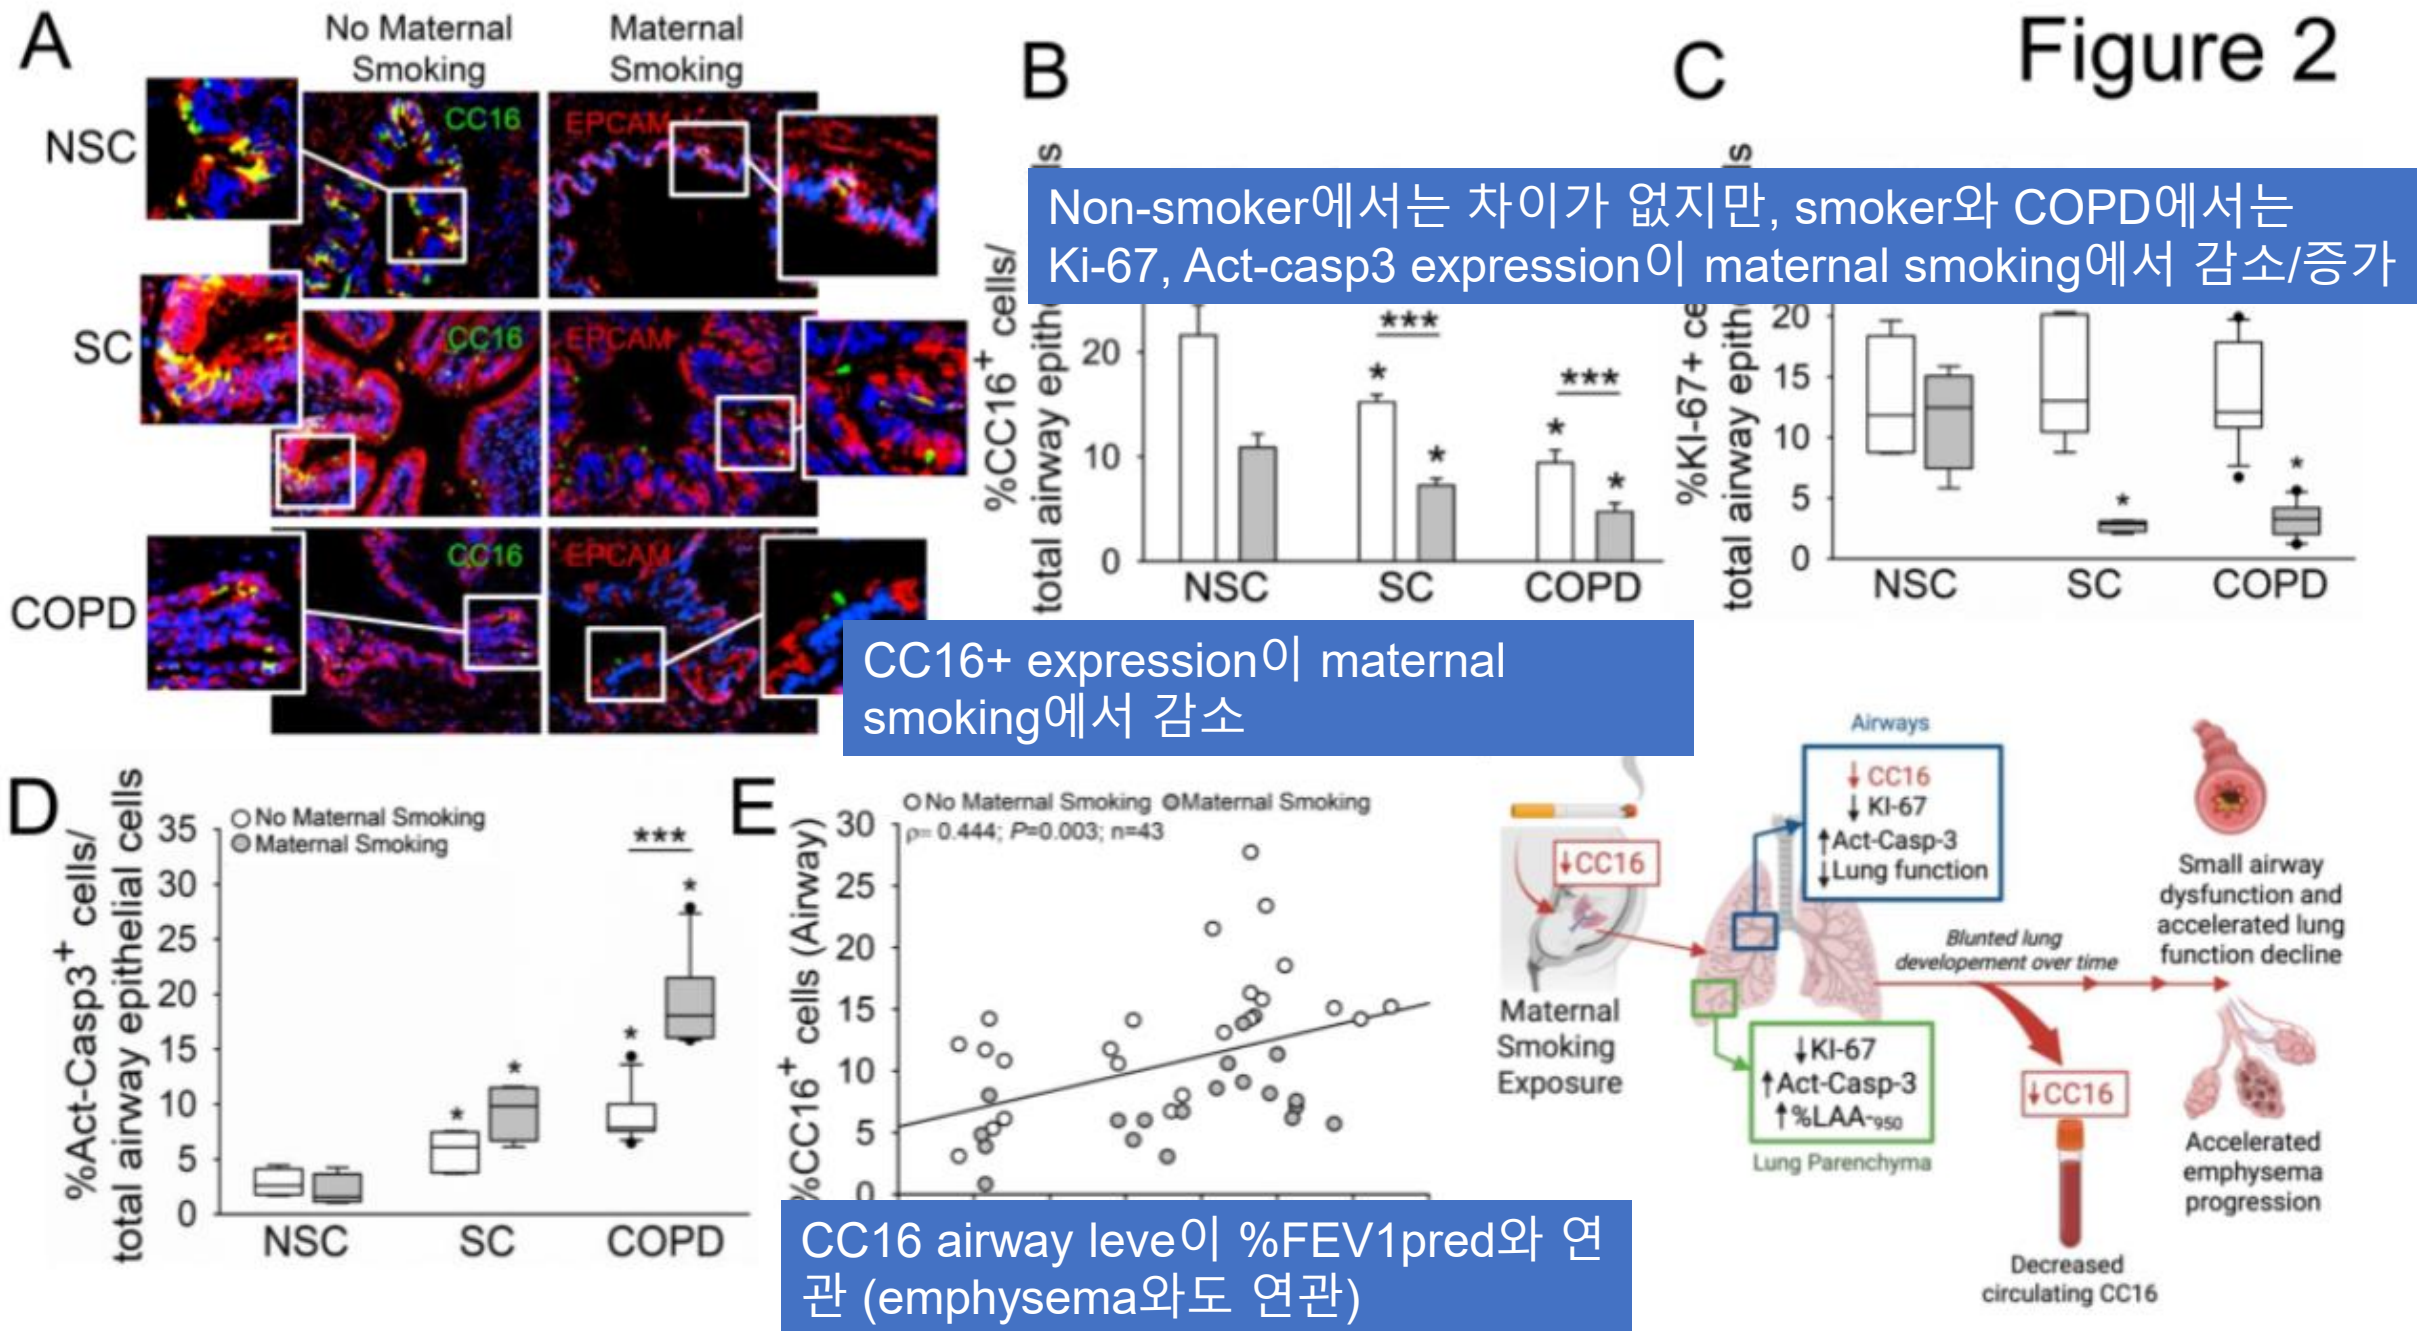 Figure 2
A
No Maternal
Smoking
Maternal
Smoking
NSC
CC16
EPCAM
SC
CC16
EPCAM
COPD
CC16
EPCAM
B
%CC16+ cells/
total airway
20
10
0
***
*
*
***
*
*
NSC
SC
COPD
C
%KI-67+
total airway
20
15
10
5
0
*
*
NSC
SC
COPD
Non-smoker에서는 차이가 없지만, smoker와 COPD에서는
Ki-67, Act-casp3 expression이 maternal smoking에서 감소/증가
CC16+ expression이 maternal
smoking에서 감소
D
%Act-Casp3+ cells/
total airway epithelial cells
No Maternal Smoking
Maternal Smoking
35
30
25
20
15
10
5
0
*
*
*
***
*
NSC
SC
COPD
E
%CC16+ cells (Airway)
No Maternal Smoking
Maternal Smoking
ρ= 0.444; P=0.003; n=43
30
25
20
15
10
5
0
CC16 airway leve이 %FEV1pred와 연
관 (emphysema와도 연관)
Airways
↓ CC16
↓ KI-67
↑Act-Casp-3
↓Lung function
↓CC16
Maternal
Smoking
Exposure
↓KI-67
↑Act-Casp-3
↑%LAA-950
Lung Parenchyma
Blunted lung
developement over time
Small airway
dysfunction and
accelerated lung
function decline
↓CC16
Decreased
circulating CC16
Accelerated
emphysema
progression